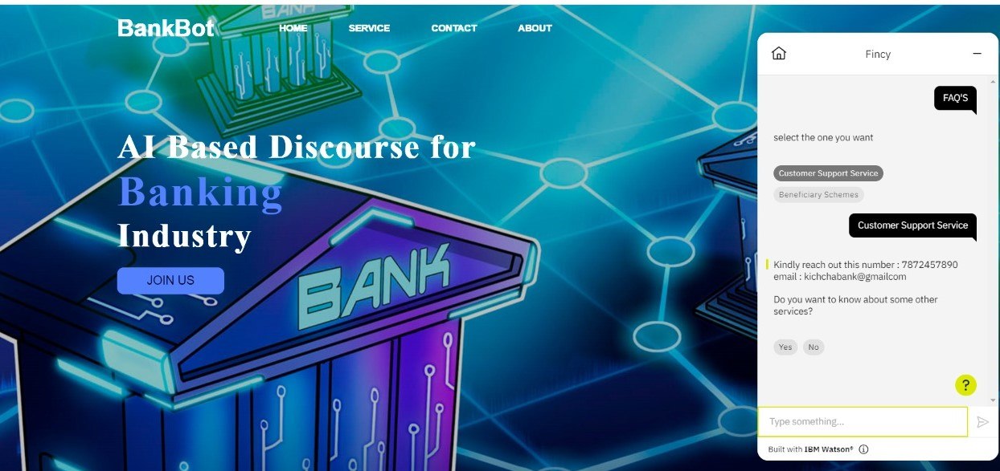 BankBot
HOME SERVICE CONTACT ABOUT
BANK
AI Based Discourse for
Banking
Industry
JOIN US
BANK
Fincy
FAQ'S
select the one you want
Customer Support Service
Beneficiary Schemes
Customer Support Service
Kindly reach out this number : 7872457890
email : kichchabank@gmailcom
Do you want to know about some other
services?
Yes No
?
Type something...
Built with IBM Watson®